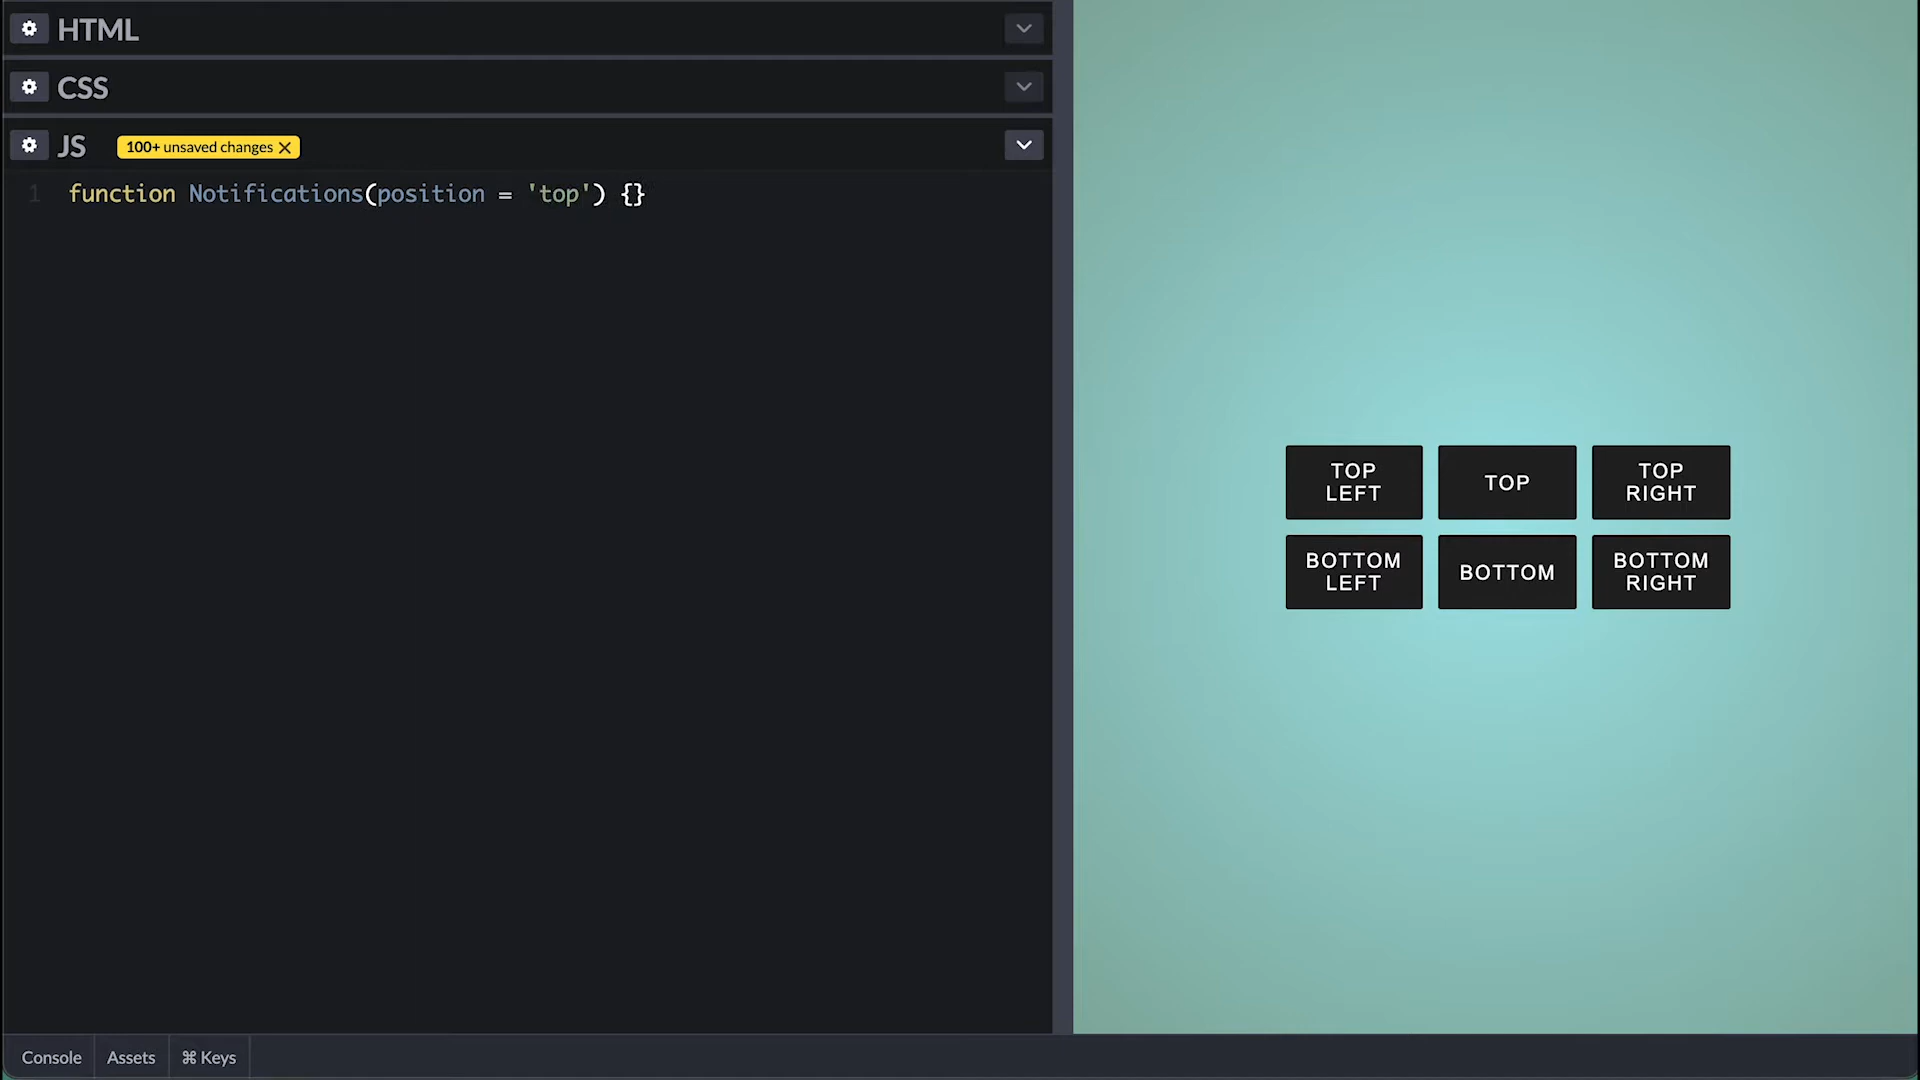 HTML
CSS
JS
100+ unsaved changes
1 function Notifications(position = 'top') {}
TOP
LEFT
TOP
TOP
RIGHT
BOTTOM
LEFT
BOTTOM
BOTTOM
RIGHT
Console
Assets
⌘ Keys